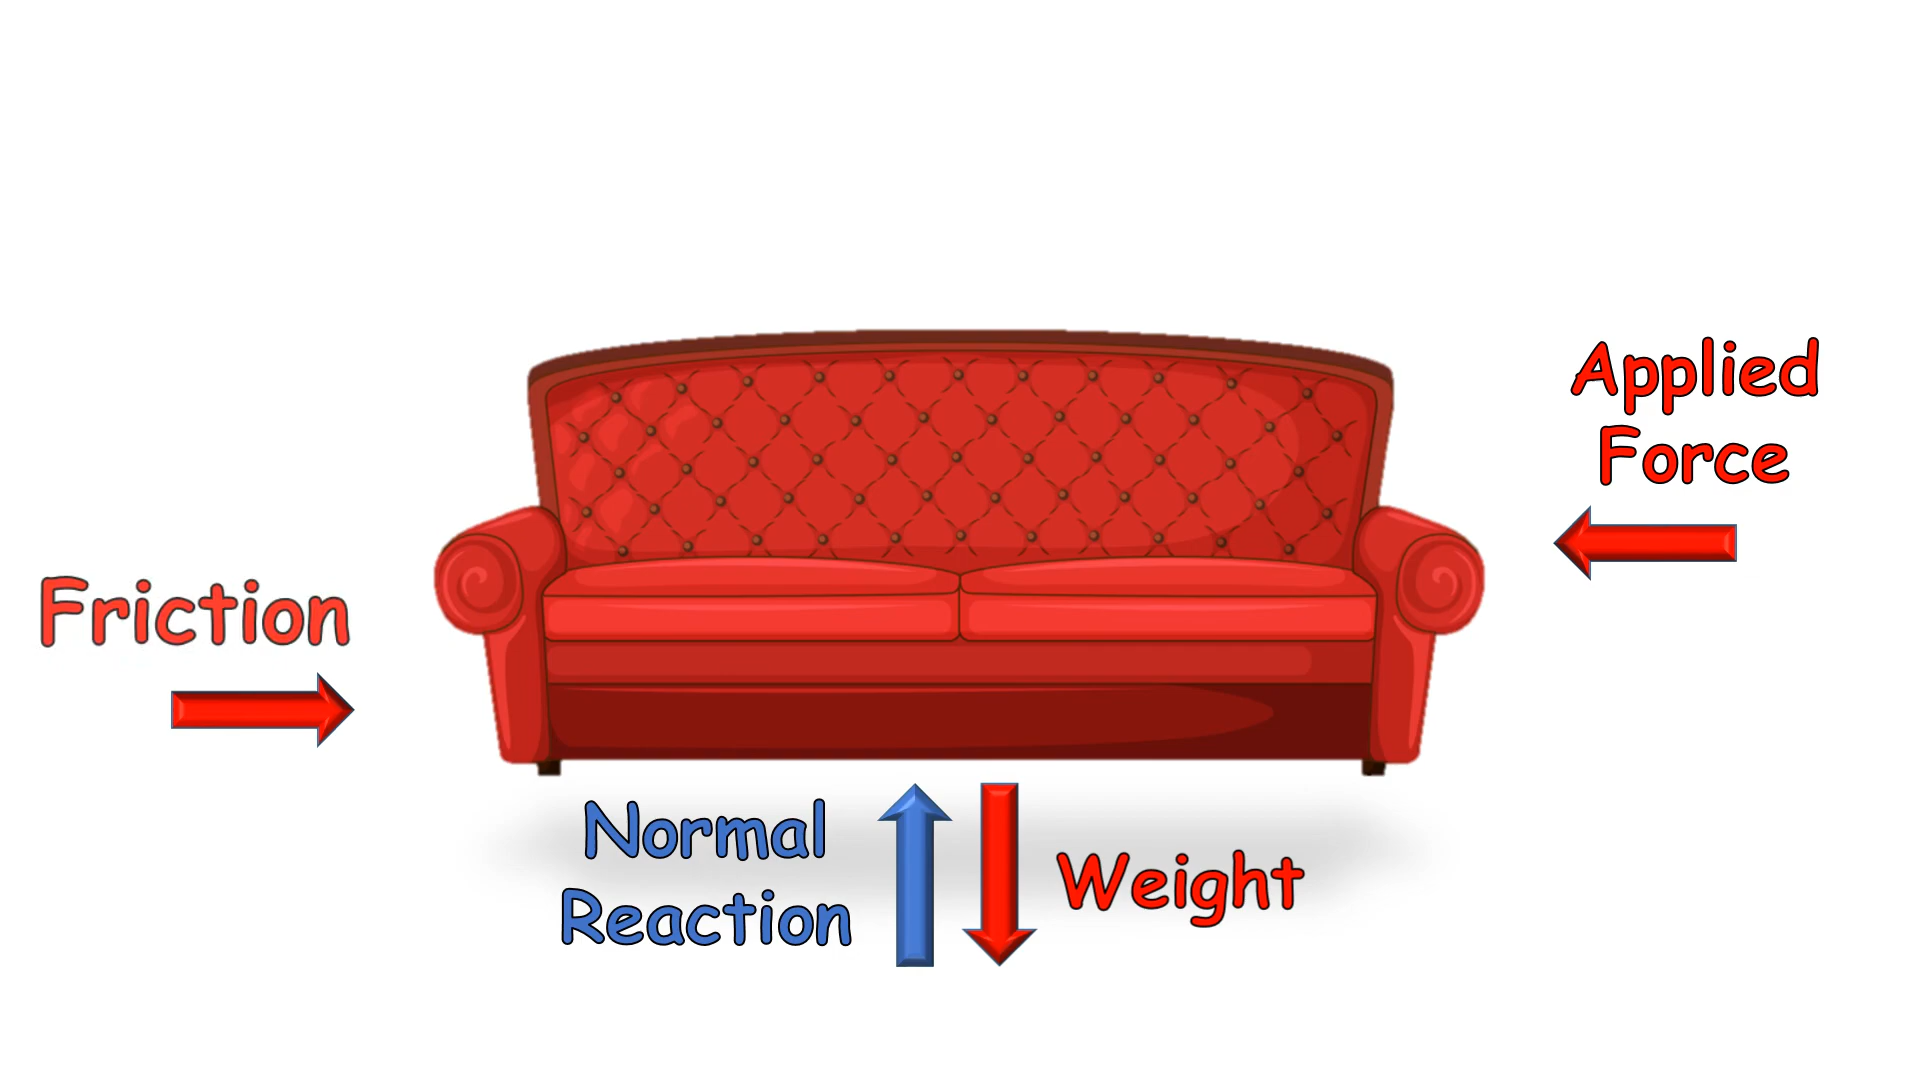 Applied
Force
Friction
Normal
Reaction
Weight